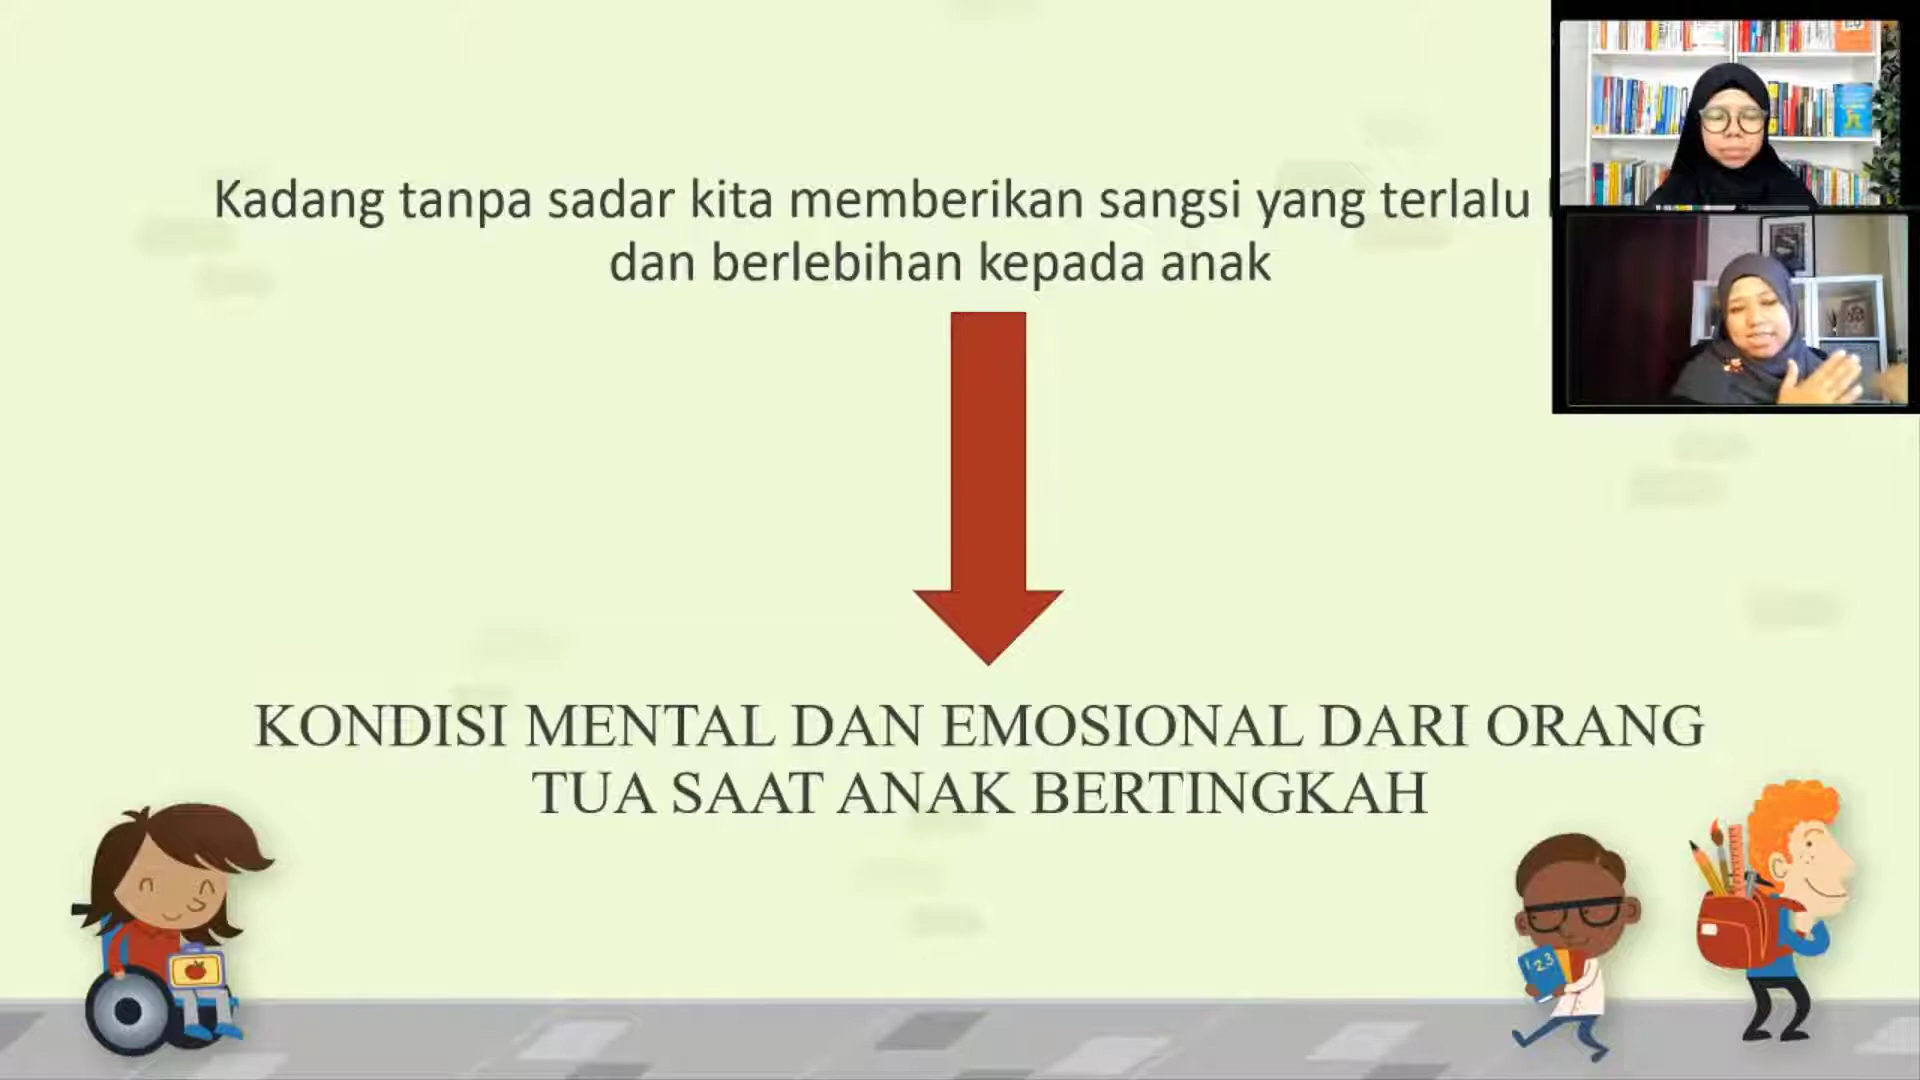 Kadang tanpa sadar kita memberikan sangsi yang terlalu
dan berlebihan kepada anak
KONDISI MENTAL DAN EMOSIONAL DARI ORANG
TUA SAAT ANAK BERTINGKAH
123